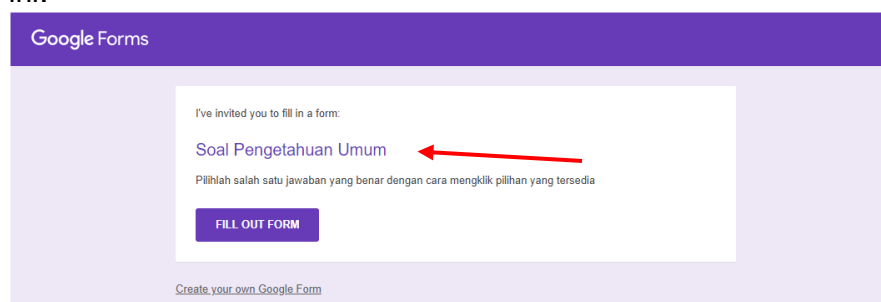 Google Forms
I've invited you to fill in a form:
Soal Pengetahuan Umum
Pilihlah salah satu jawaban yang benar dengan cara mengklik pilihan yang tersedia
FILL OUT FORM
Create your own Google Form